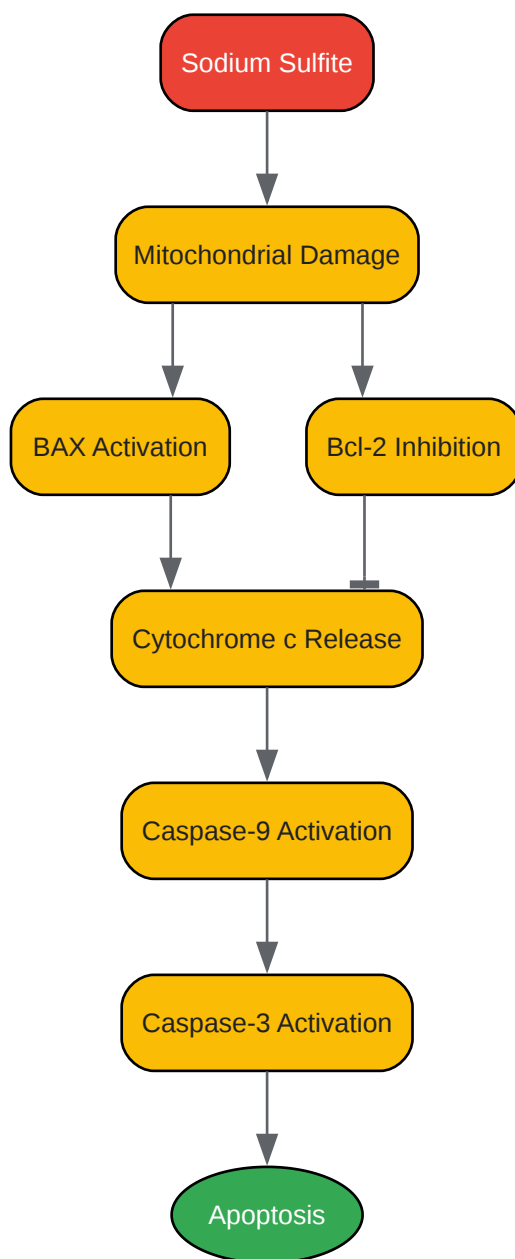 Sodium Sulfite
Mitochondrial Damage
BAX Activation
Bcl-2 Inhibition
Cytochrome c Release
Caspase-9 Activation
Caspase-3 Activation
Apoptosis